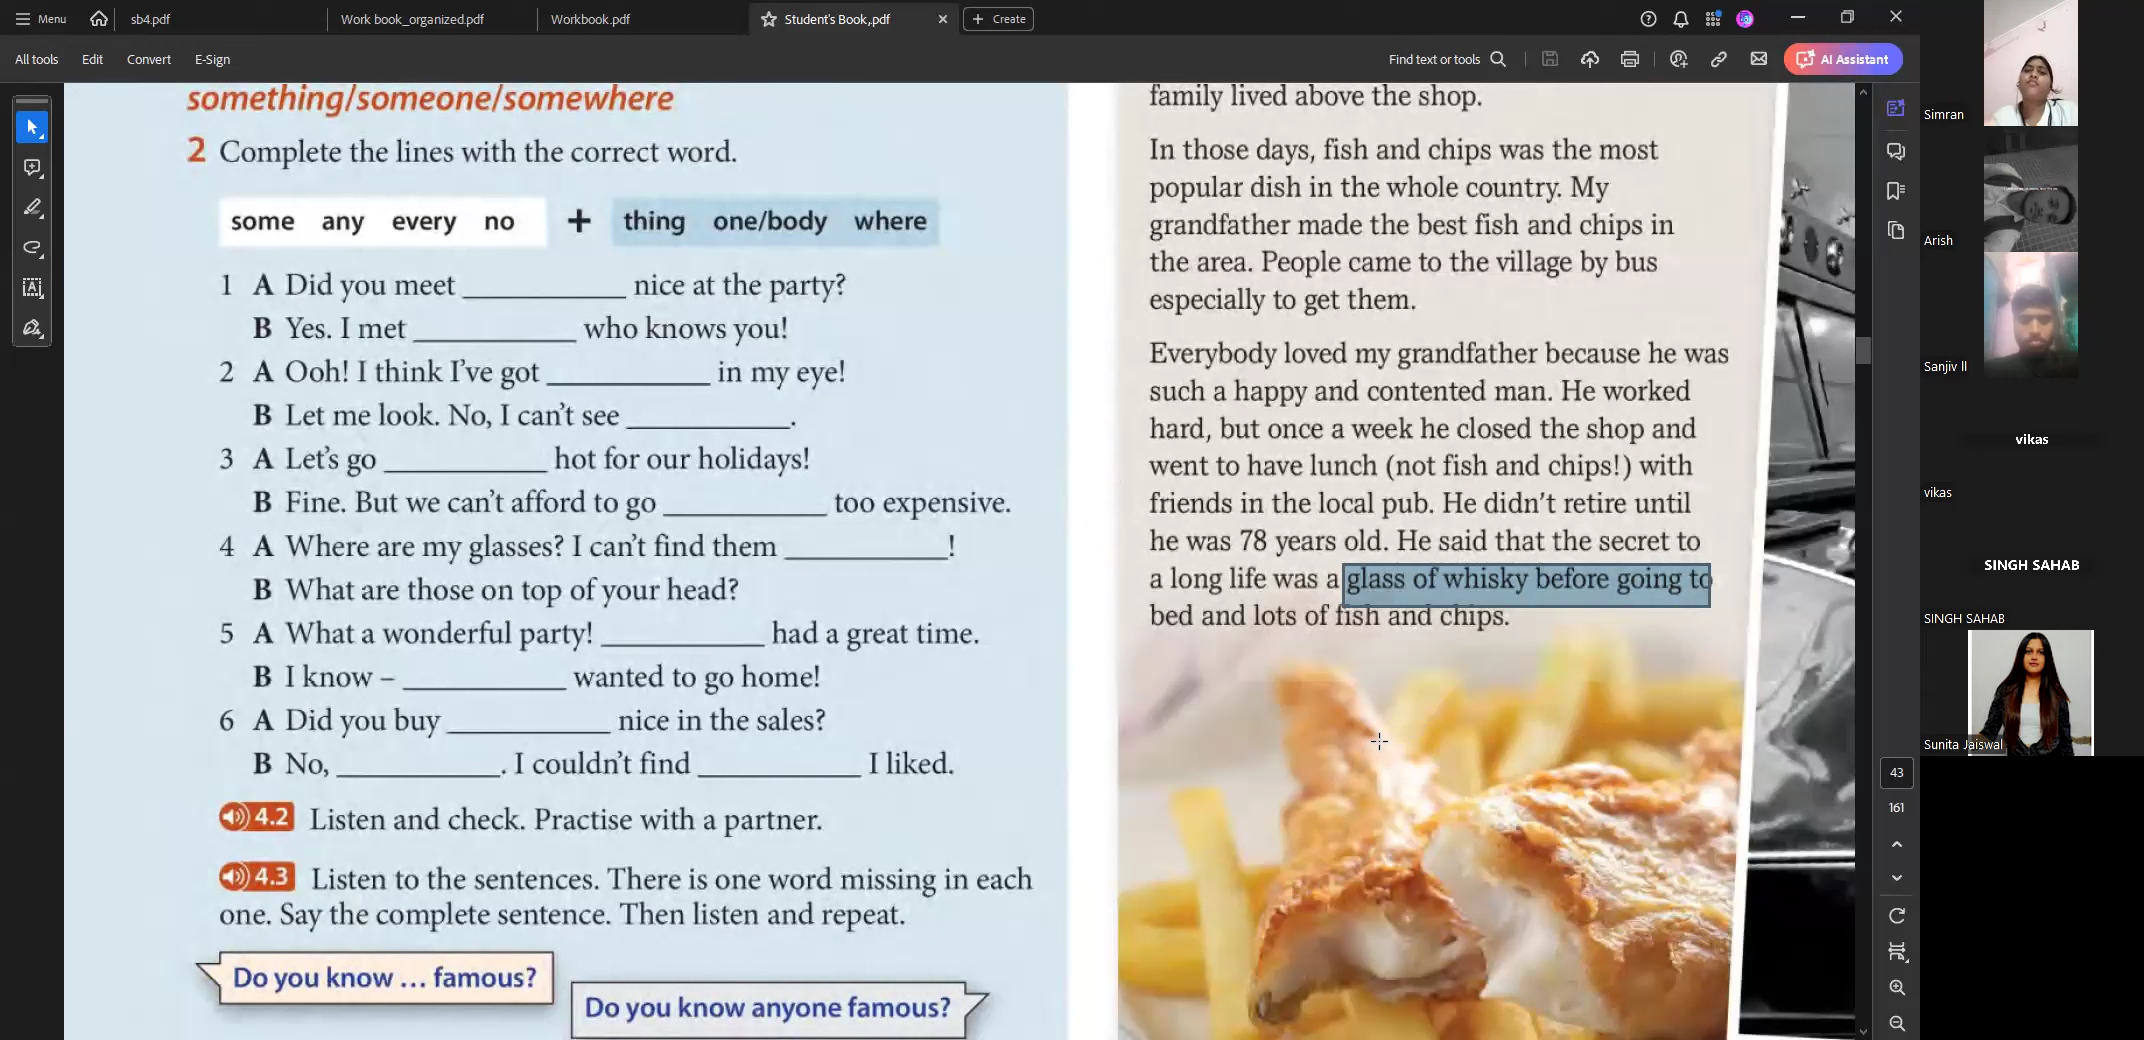 Menu
sb4.pdf
Work book_organized.pdf
Workbook.pdf
Student's Book,.pdf
Create
All tools
Edit
Convert
E-Sign
Find text or tools
AI Assistant
something/someone/somewhere
2 Complete the lines with the correct word.
some any every no + thing one/body where
1 A Did you meet ____________ nice at the party?
B Yes. I met ____________ who knows you!
2 A Ooh! I think I've got ____________ in my eye!
B Let me look. No, I can't see ____________.
3 A Let's go ____________ hot for our holidays!
B Fine. But we can't afford to go ____________ too expensive.
4 A Where are my glasses? I can't find them ____________!
B What are those on top of your head?
5 A What a wonderful party! ____________ had a great time.
B I know – ____________ wanted to go home!
6 A Did you buy ____________ nice in the sales?
B No, ____________. I couldn't find ____________ I liked.
4.2 Listen and check. Practise with a partner.
4.3 Listen to the sentences. There is one word missing in each
one. Say the complete sentence. Then listen and repeat.
Do you know … famous?
Do you know anyone famous?
family lived above the shop.
In those days, fish and chips was the most
popular dish in the whole country. My
grandfather made the best fish and chips in
the area. People came to the village by bus
especially to get them.
Everybody loved my grandfather because he was
such a happy and contented man. He worked
hard, but once a week he closed the shop and
went to have lunch (not fish and chips!) with
friends in the local pub. He didn't retire until
he was 78 years old. He said that the secret to
a long life was a glass of whisky before going to
bed and lots of fish and chips.
43
161
Simran
Arish
Sanjiv ll
vikas
vikas
SINGH SAHAB
SINGH SAHAB
Sunita Jaiswal